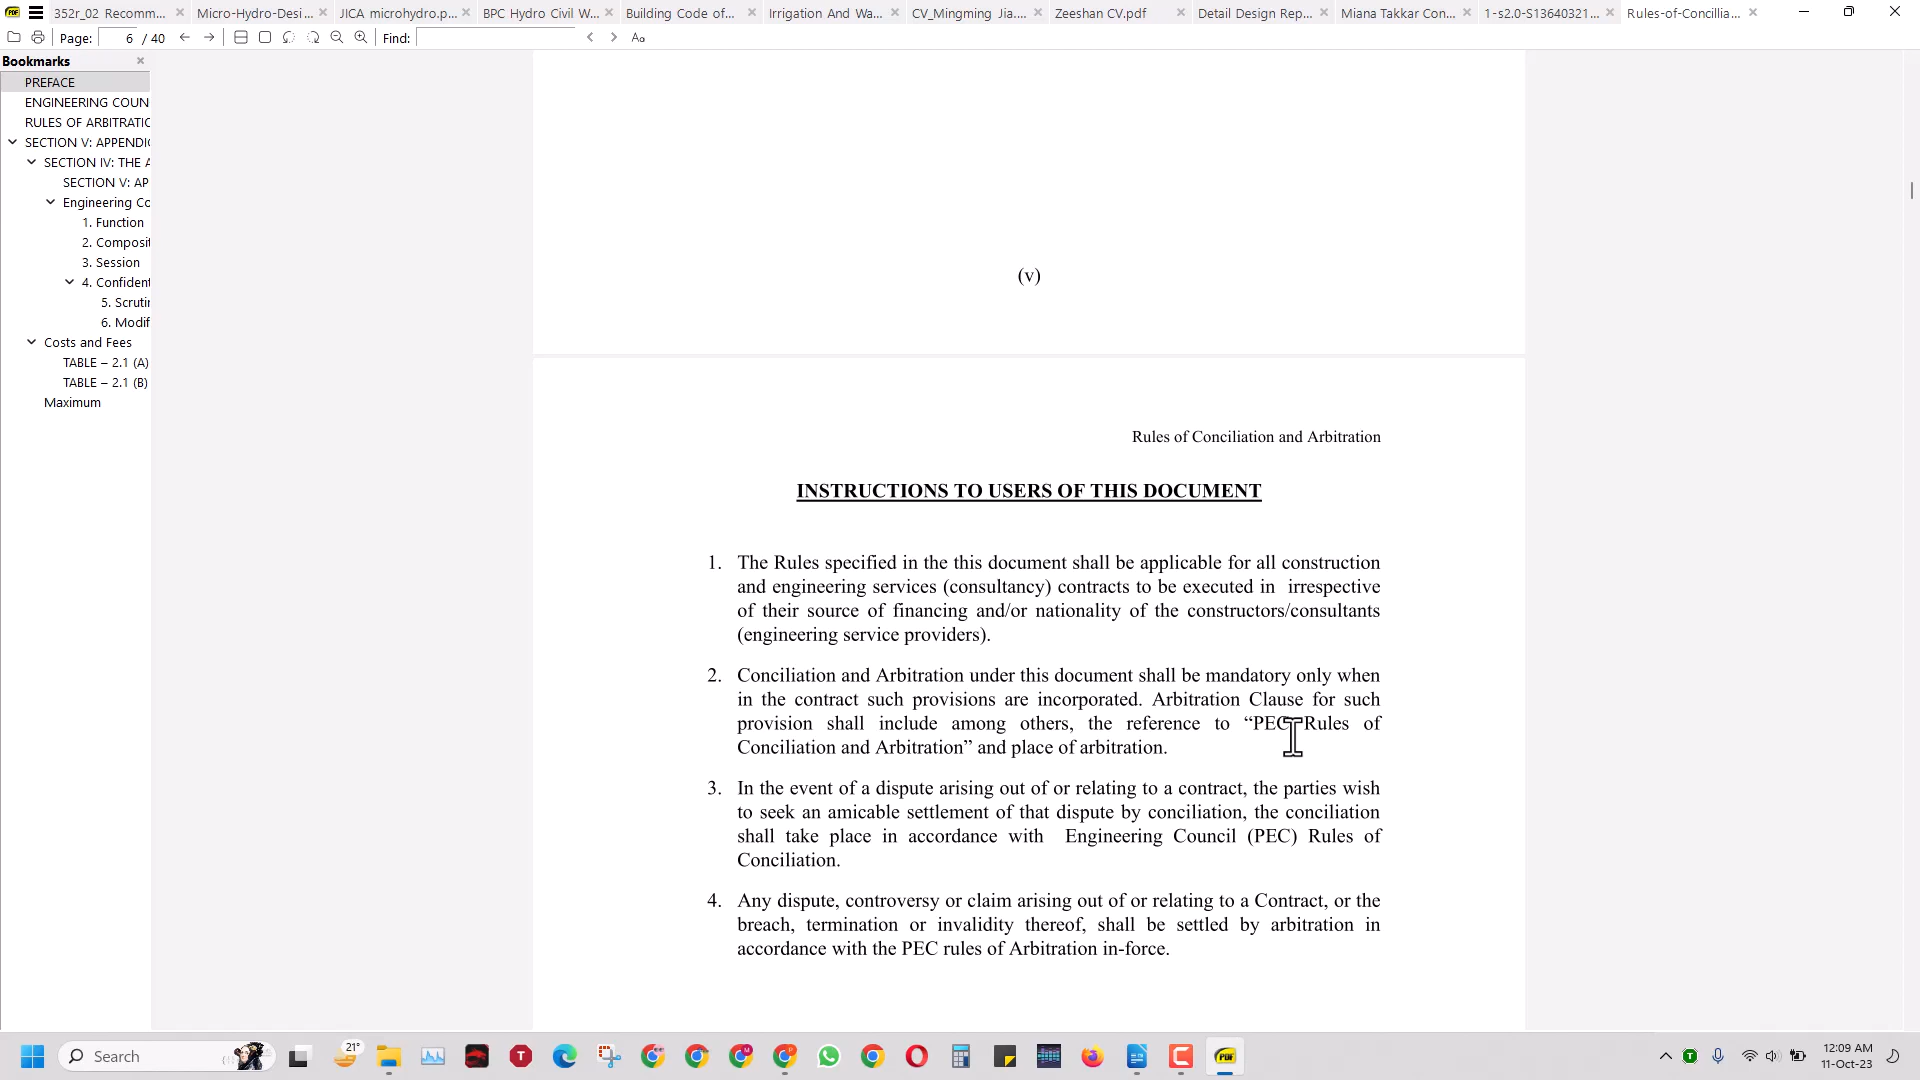 352r_02 Recomm...
Micro-Hydro-Desi...
JICA microhydro.p...
BPC Hydro Civil W...
Building Code of...
Irrigation And Wa...
CV_Mingming Jia....
Zeeshan CV.pdf
Detail Design Rep...
Miana Takkar Con...
1-s2.0-S13640321...
Rules-of-Concillia...
Page: 6 / 40
Find:
Aa
Bookmarks
PREFACE
ENGINEERING COUN
RULES OF ARBITRATIC
SECTION V: APPENDI
SECTION IV: THE A
SECTION V: AP
Engineering Co
1. Function
2. Composit
3. Session
4. Confident
5. Scrutin
6. Modif
Costs and Fees
TABLE – 2.1 (A)
TABLE – 2.1 (B)
Maximum
(v)
Rules of Conciliation and Arbitration
INSTRUCTIONS TO USERS OF THIS DOCUMENT
1. The Rules specified in the this document shall be applicable for all construction
and engineering services (consultancy) contracts to be executed in irrespective
of their source of financing and/or nationality of the constructors/consultants
(engineering service providers).
2. Conciliation and Arbitration under this document shall be mandatory only when
in the contract such provisions are incorporated. Arbitration Clause for such
provision shall include among others, the reference to “PEC Rules of
Conciliation and Arbitration” and place of arbitration.
3. In the event of a dispute arising out of or relating to a contract, the parties wish
to seek an amicable settlement of that dispute by conciliation, the conciliation
shall take place in accordance with Engineering Council (PEC) Rules of
Conciliation.
4. Any dispute, controversy or claim arising out of or relating to a Contract, or the
breach, termination or invalidity thereof, shall be settled by arbitration in
accordance with the PEC rules of Arbitration in-force.
Search
21°
12:09 AM
11-Oct-23